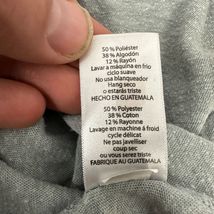 50 % Poliéster
38 % Algodón
12 % Rayón
Lavar a máquina en frío
ciclo suave
No usa blanqueador
Hang seco
o estarás triste
HECHO EN GUATEMALA
50 % Polyester
38 % Coton
12 % Rayonne
Lavage en machine à froid
cycle délicat
Ne pas javelliser
coup sec
ou vous serez triste
FABRIQUE AU GUATEMALA